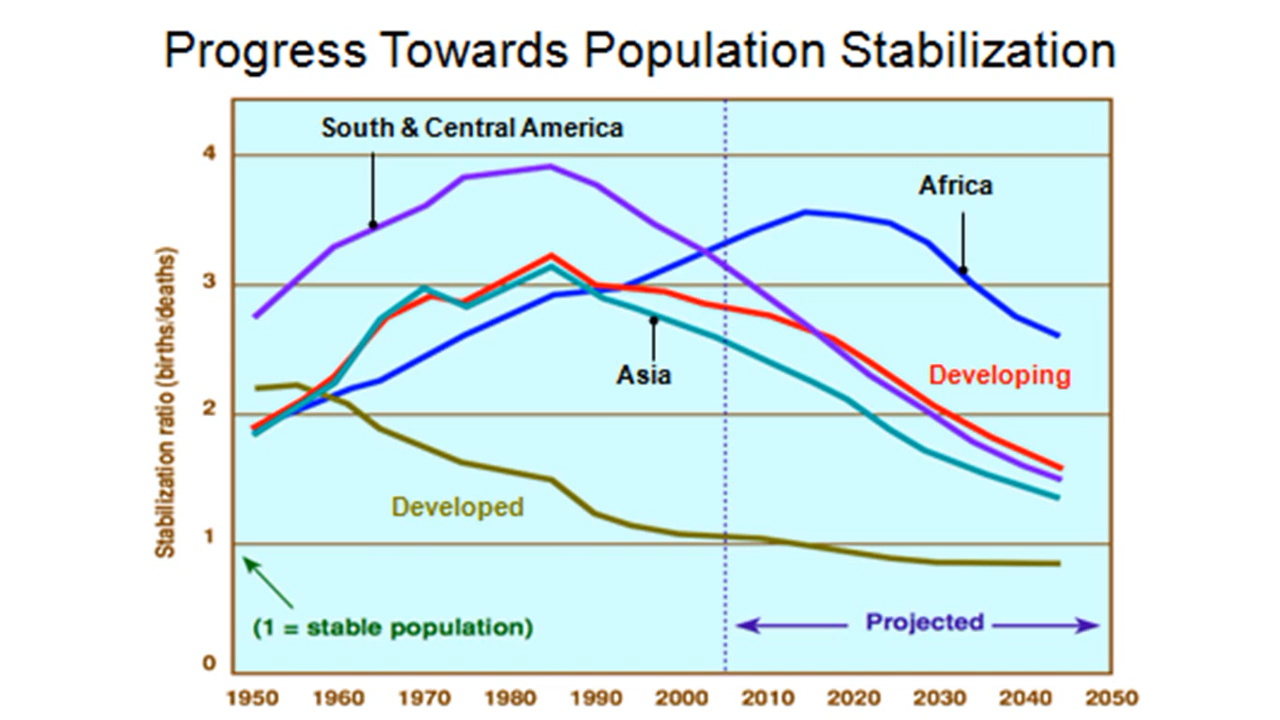 Progress Towards Population Stabilization
South & Central America
4
Africa
3
Asia
Developing
2
Developed
1
(1 = stable population)
Projected
0
Stabilization ratio (births/deaths)
1950 1960 1970 1980 1990 2000 2010 2020 2030 2040 2050